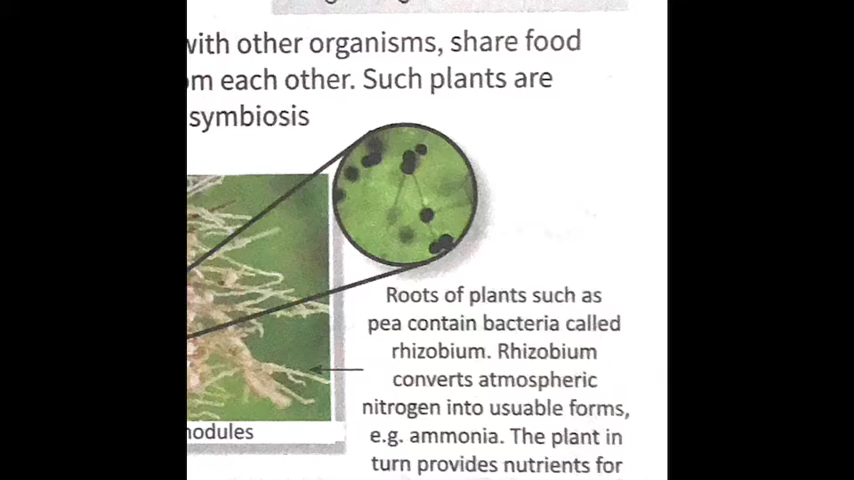 with other organisms, share food
om each other. Such plants are
symbiosis
Roots of plants such as
pea contain bacteria called
rhizobium. Rhizobium
converts atmospheric
nitrogen into usuable forms,
e.g. ammonia. The plant in
turn provides nutrients for
nodules